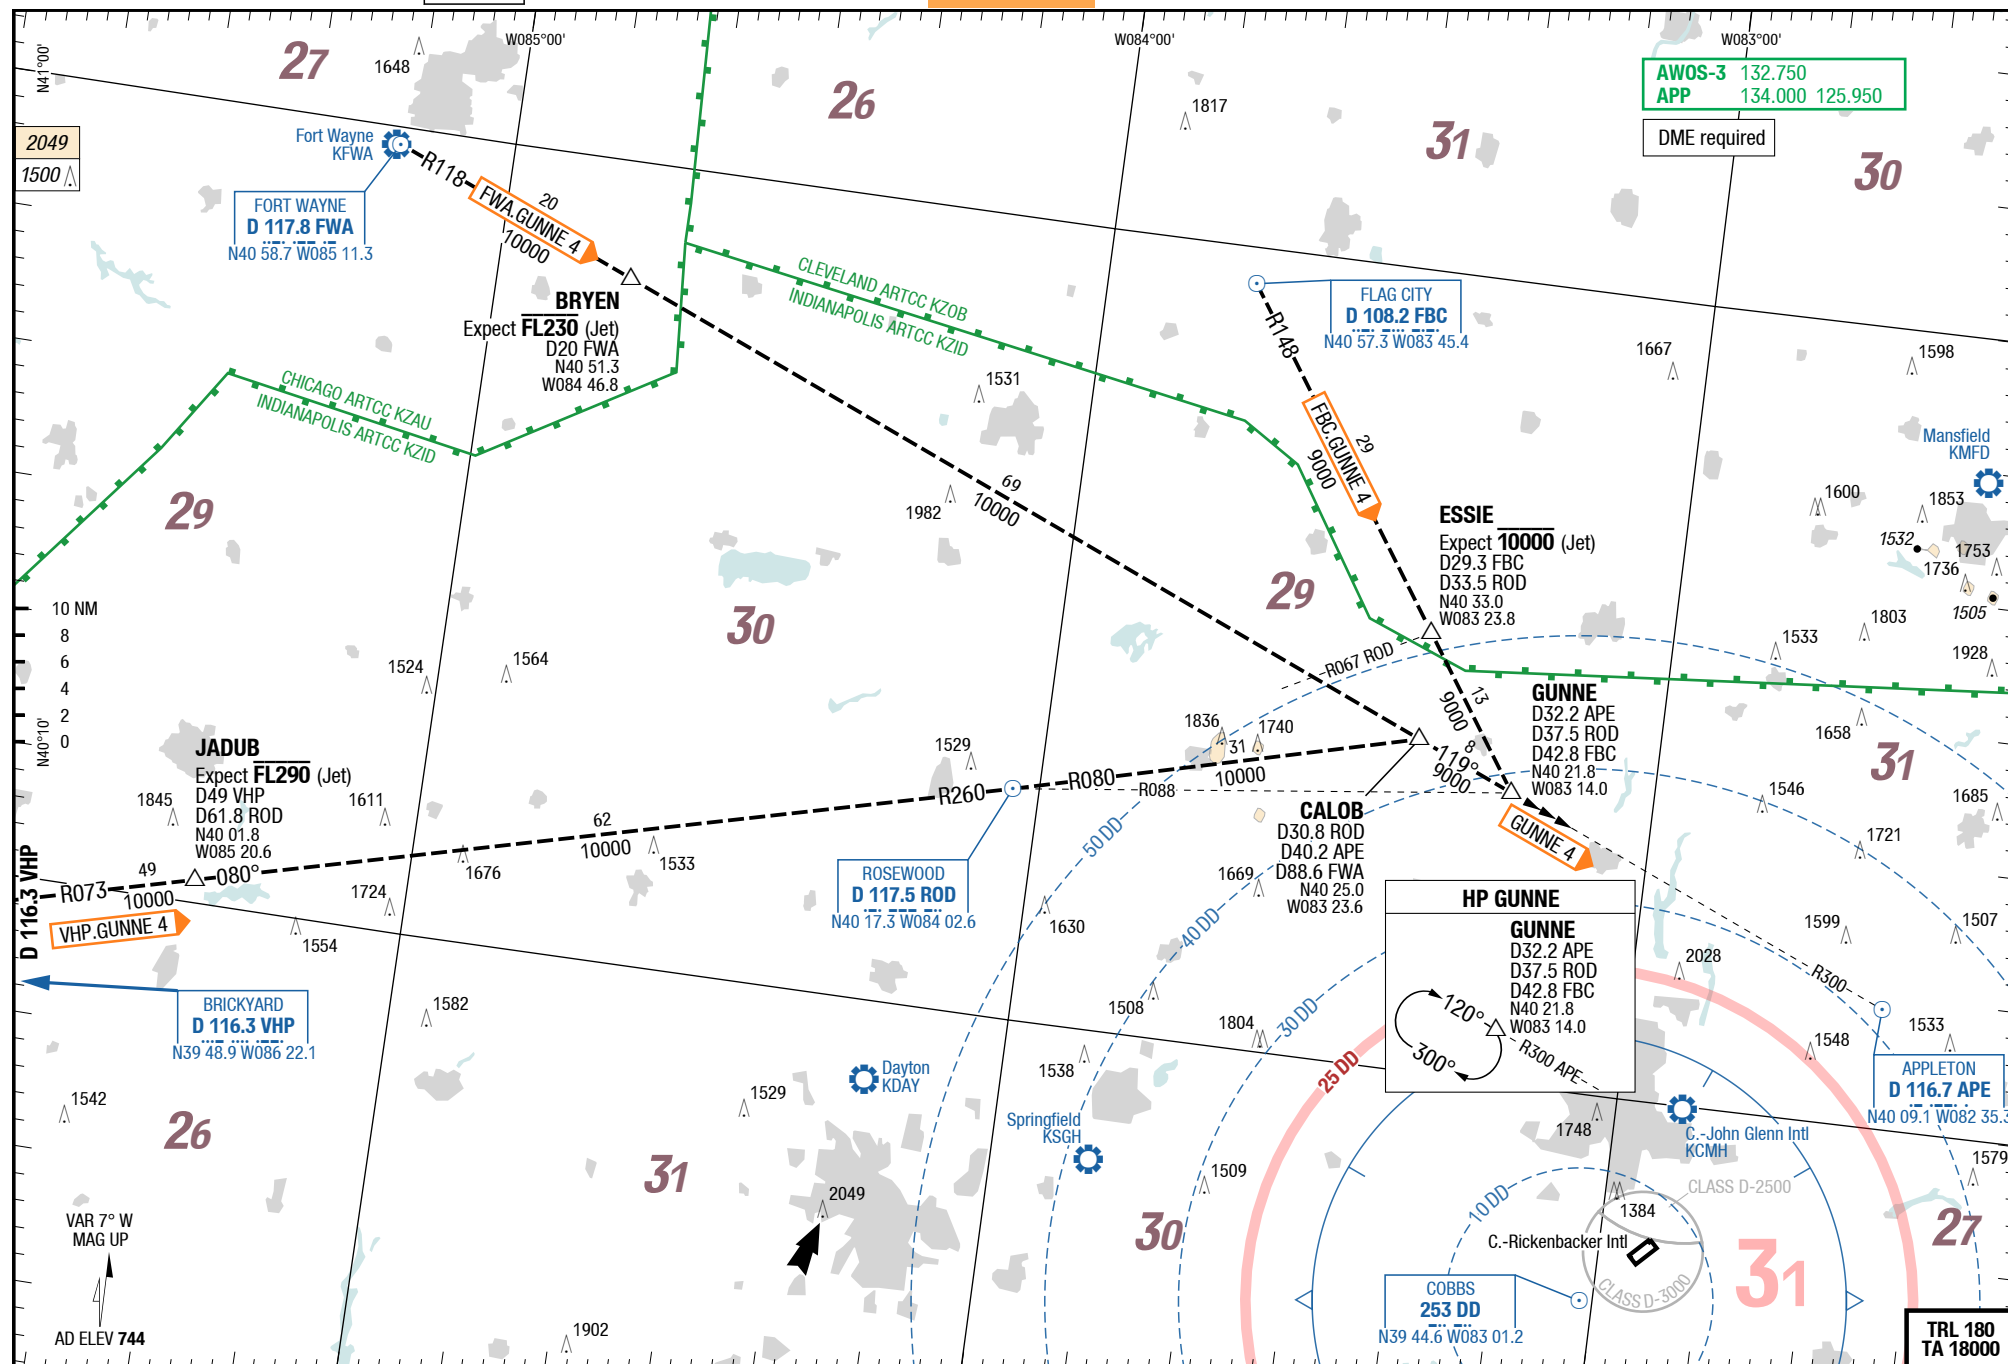 W085°00'
W084°00'
W083°00'
N41°00'
27
1648
26
1817
31
30
AWOS-3 132.750
APP 134.000 125.950
DME required
2049
1500
Fort Wayne
KFWA
FORT WAYNE
D 117.8 FWA
N40 58.7 W085 11.3
R118
20
FWA.GUNNE 4
10000
BRYEN
Expect FL230 (Jet)
D20 FWA
N40 51.3
W084 46.8
CLEVELAND ARTCC KZOB
INDIANAPOLIS ARTCC KZID
FLAG CITY
D 108.2 FBC
N40 57.3 W083 45.4
R148
29
FBC.GUNNE 4
9000
1667
1598
CHICAGO ARTCC KZAU
INDIANAPOLIS ARTCC KZID
1531
Mansfield
KMFD
29
1982
69
10000
ESSIE
Expect 10000 (Jet)
D29.3 FBC
D33.5 ROD
N40 33.0
W083 23.8
1600
1853
1532
1753
1736
1505
29
30
10 NM
8
6
4
2
0
N40°10'
1524
1564
R067 ROD
1533
1803
1928
13
9000
GUNNE
D32.2 APE
D37.5 ROD
D42.8 FBC
N40 21.8
W083 14.0
1658
31
JADUB
Expect FL290 (Jet)
D49 VHP
D61.8 ROD
N40 01.8
W085 20.6
1845
1611
1529
1836
1740
31
10000
R260
R080
R088
8
119°
9000
1546
1685
1721
GUNNE 4
CALOB
D30.8 ROD
D40.2 APE
D88.6 FWA
N40 25.0
W083 23.6
50 DD
62
10000
1533
1676
1724
D 116.3 VHP
R073
49
10000
080°
VHP.GUNNE 4
1554
ROSEWOOD
D 117.5 ROD
N40 17.3 W084 02.6
1669
1630
40 DD
HP GUNNE
GUNNE
D32.2 APE
D37.5 ROD
D42.8 FBC
N40 21.8
W083 14.0
120°
300°
R300 APE
1599
1507
2028
R300
BRICKYARD
D 116.3 VHP
N39 48.9 W086 22.1
1582
1508
1804
30 DD
1538
25 DD
1548
1533
APPLETON
D 116.7 APE
N40 09.1 W082 35.3
1542
26
1529
Dayton
KDAY
Springfield
KSGH
1748
C.-John Glenn Intl
KCMH
1509
1579
31
2049
30
10 DD
CLASS D-2500
1384
C.-Rickenbacker Intl
CLASS D-3000
31
27
VAR 7° W
MAG UP
AD ELEV 744
1902
COBBS
253 DD
N39 44.6 W083 01.2
TRL 180
TA 18000